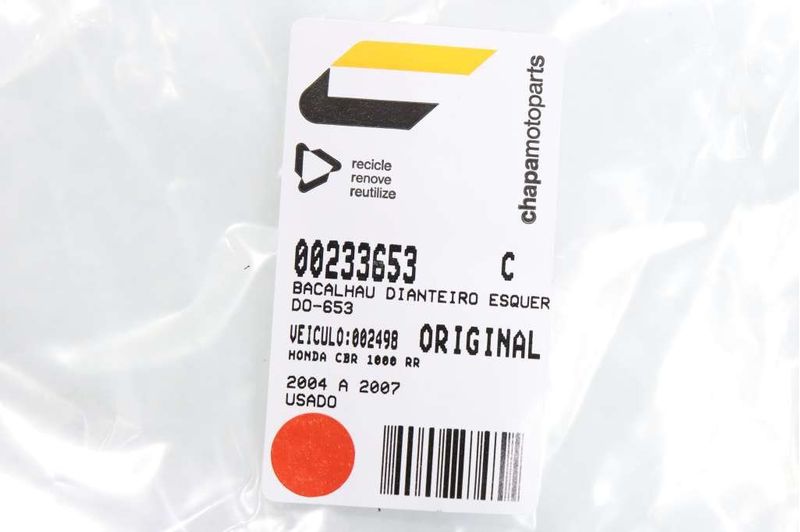 chapamotoparts
recicle
renove
reutilize
00233653 C
BACALHAU DIANTEIRO ESQUER
DO-653
VEICULO:002498 ORIGINAL
HONDA CBR 1000 RR
2004 A 2007
USADO